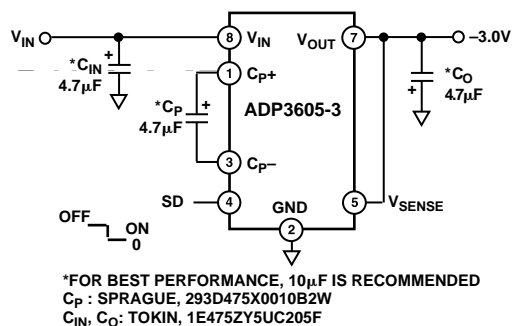 VIN
*CIN
4.7µF
+
8
VIN
1
CP+
*CP
4.7µF
+
3
CP–
SD
4
OFF
ON
0
ADP3605-3
GND
2
VOUT
7
–3.0V
*CO
4.7µF
+
5
VSENSE
*FOR BEST PERFORMANCE, 10µF IS RECOMMENDED
CP : SPRAGUE, 293D475X0010B2W
CIN, CO: TOKIN, 1E475ZY5UC205F